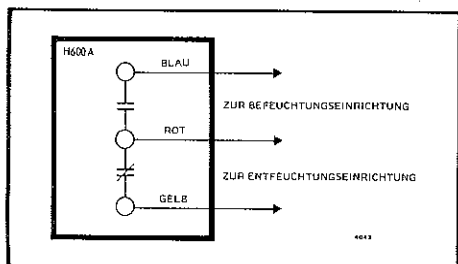 H600A
BLAU
ZUR BEFEUCHTUNGSEINRICHTUNG
ROT
ZUR ENTFEUCHTUNGSEINRICHTUNG
GELB
4043